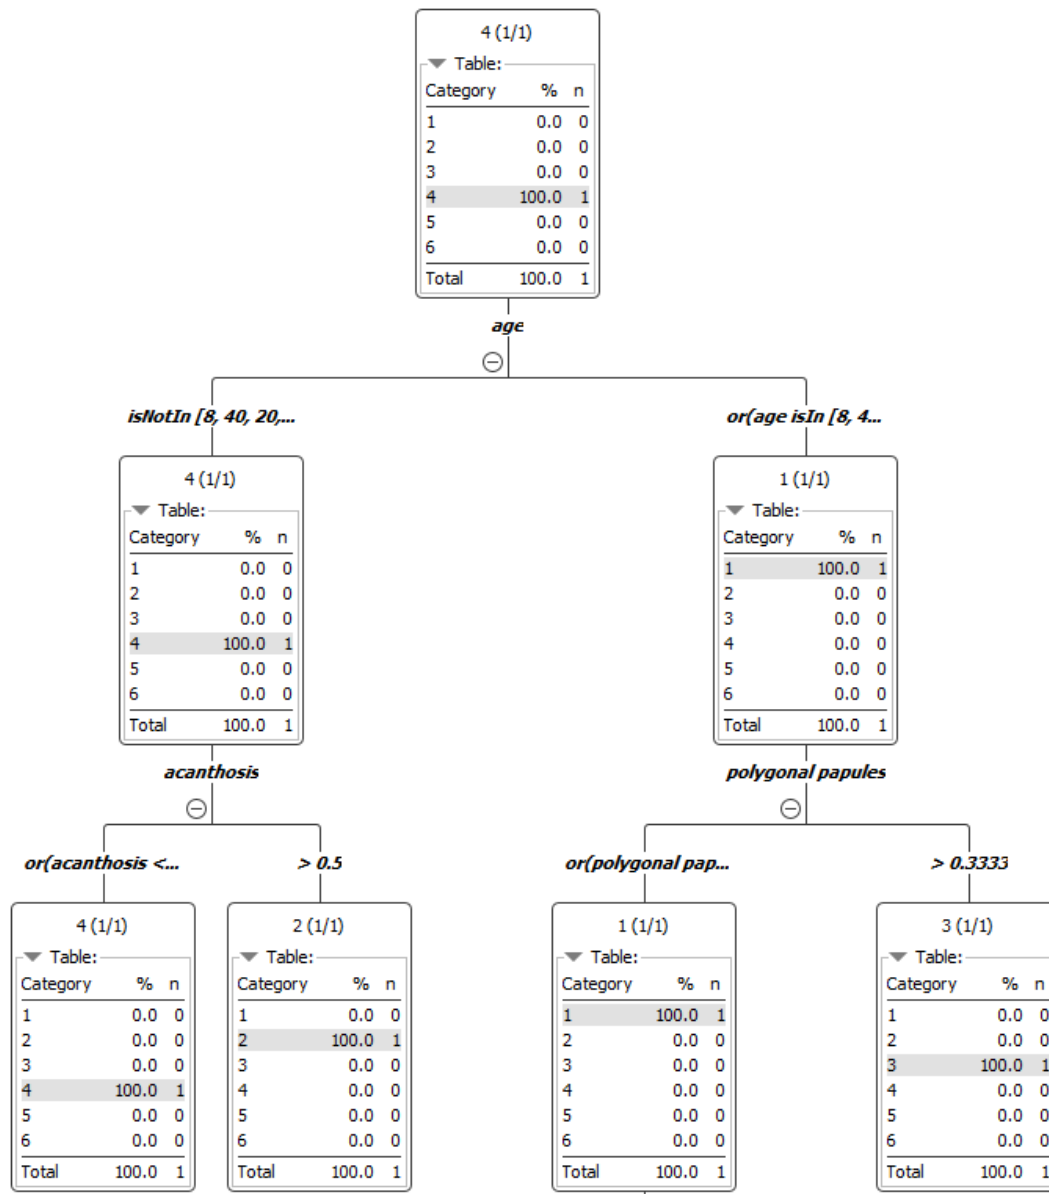 4 (1/1)
Table:
Category % n
1 0.0 0
2 0.0 0
3 0.0 0
4 100.0 1
5 0.0 0
6 0.0 0
Total 100.0 1
age
isNotIn [8, 40, 20,...
or(age isIn [8, 4...
4 (1/1)
Table:
Category % n
1 0.0 0
2 0.0 0
3 0.0 0
4 100.0 1
5 0.0 0
6 0.0 0
Total 100.0 1
1 (1/1)
Table:
Category % n
1 100.0 1
2 0.0 0
3 0.0 0
4 0.0 0
5 0.0 0
6 0.0 0
Total 100.0 1
acanthosis
polygonal papules
or(acanthosis <...
> 0.5
or(polygonal pap...
> 0.3333
4 (1/1)
Table:
Category % n
1 0.0 0
2 0.0 0
3 0.0 0
4 100.0 1
5 0.0 0
6 0.0 0
Total 100.0 1
2 (1/1)
Table:
Category % n
1 0.0 0
2 100.0 1
3 0.0 0
4 0.0 0
5 0.0 0
6 0.0 0
Total 100.0 1
1 (1/1)
Table:
Category % n
1 100.0 1
2 0.0 0
3 0.0 0
4 0.0 0
5 0.0 0
6 0.0 0
Total 100.0 1
3 (1/1)
Table:
Category % n
1 0.0 0
2 0.0 0
3 100.0 1
4 0.0 0
5 0.0 0
6 0.0 0
Total 100.0 1